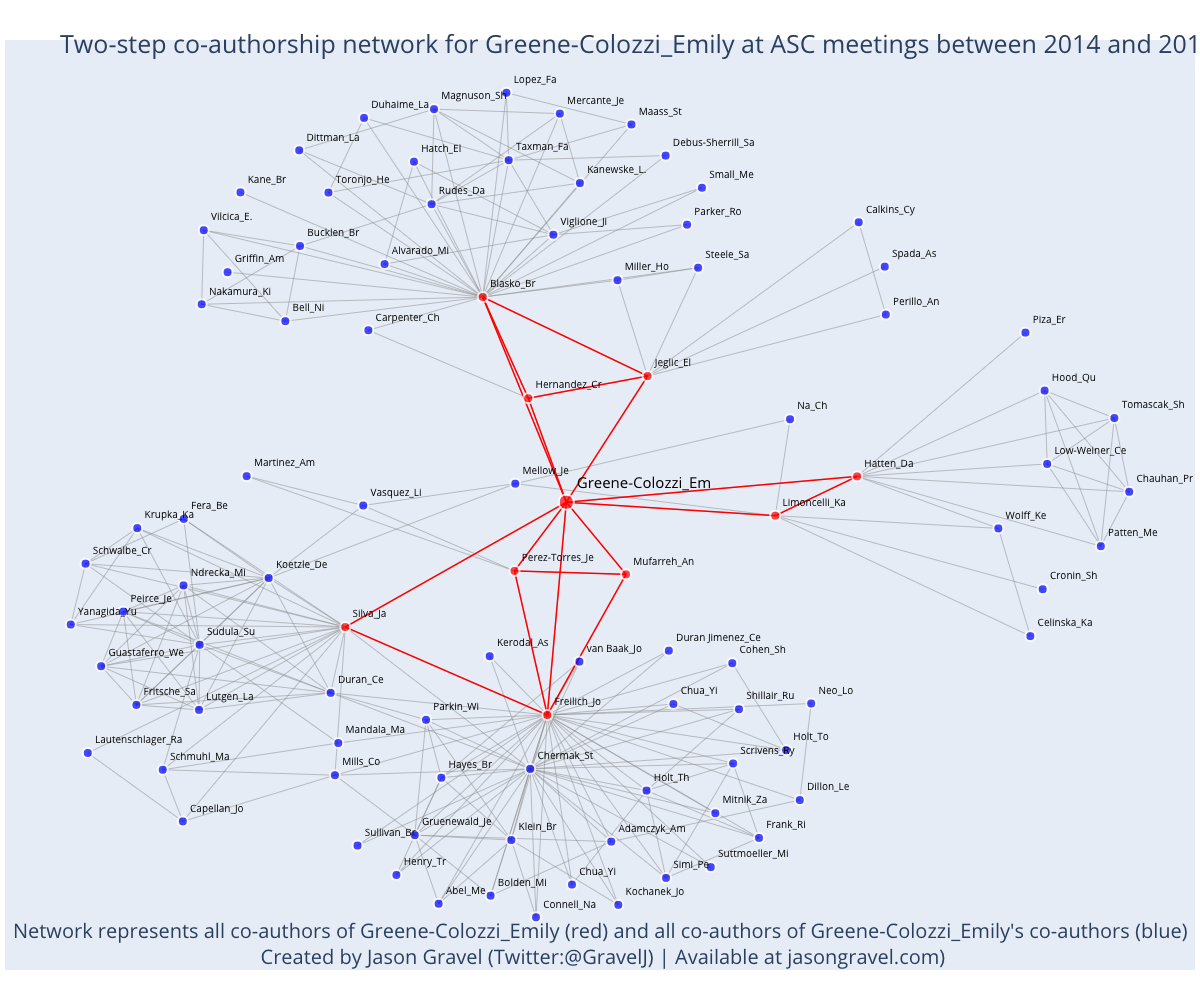 Two-step co-authorship network for Greene-Colozzi_Emily at ASC meetings between 2014 and 201
Lopez_Fa
Magnuson_Sh
Mercante_Je
Duhaime_La
Maass_St
Dittman_La
Taxman_Fa
Debus-Sherrill_Sa
Hatch_El
Kanewske_L.
Kane_Br
Toronjo_He
Small_Me
Rudes_Da
Vilcica_E.
Parker_Ro
Calkins_Cy
Viglione_Ji
Bucklen_Br
Alvarado_Mi
Griffin_Am
Steele_Sa
Spada_As
Miller_Ho
Blasko_Br
Nakamura_Ki
Bell_Ni
Perillo_An
Carpenter_Ch
Piza_Er
Jeglic_El
Hernandez_Cr
Hood_Qu
Na_Ch
Tomascak_Sh
Martinez_Am
Mellow_Je
Hatten_Da
Low-Weiner_Ce
Greene-Colozzi_Em
Chauhan_Pr
Vasquez_Li
Limoncelli_Ka
Fera_Be
Krupka_Ka
Wolff_Ke
Patten_Me
Schwalbe_Cr
Koetzle_De
Perez-Torres_Je
Mufarreh_An
Ndrecka_Mi
Cronin_Sh
Peirce_Je
Yanagida_Yu
Silva_Ja
Sudula_Su
Celinska_Ka
Guastaferro_We
Kerodal_As
van Baak_Jo
Duran Jimenez_Ce
Cohen_Sh
Fritsche_Sa
Lutgen_La
Duran_Ce
Freilich_Jo
Chua_Yi
Shillair_Ru
Neo_Lo
Parkin_Wi
Lautenschlager_Ra
Mandala_Ma
Holt_To
Schmuhl_Ma
Mills_Co
Hayes_Br
Chermak_St
Scrivens_Ry
Holt_Th
Dillon_Le
Capellan_Jo
Mitnik_Za
Sullivan_Br
Gruenewald_Je
Klein_Br
Adamczyk_Am
Frank_Ri
Henry_Tr
Suttmoeller_Mi
Simi_Pe
Abel_Me
Bolden_Mi
Chua_Yi
Kochanek_Jo
Connell_Na
Network represents all co-authors of Greene-Colozzi_Emily (red) and all co-authors of Greene-Colozzi_Emily's co-authors (blue)
Created by Jason Gravel (Twitter:@GravelJ) | Available at jasongravel.com)